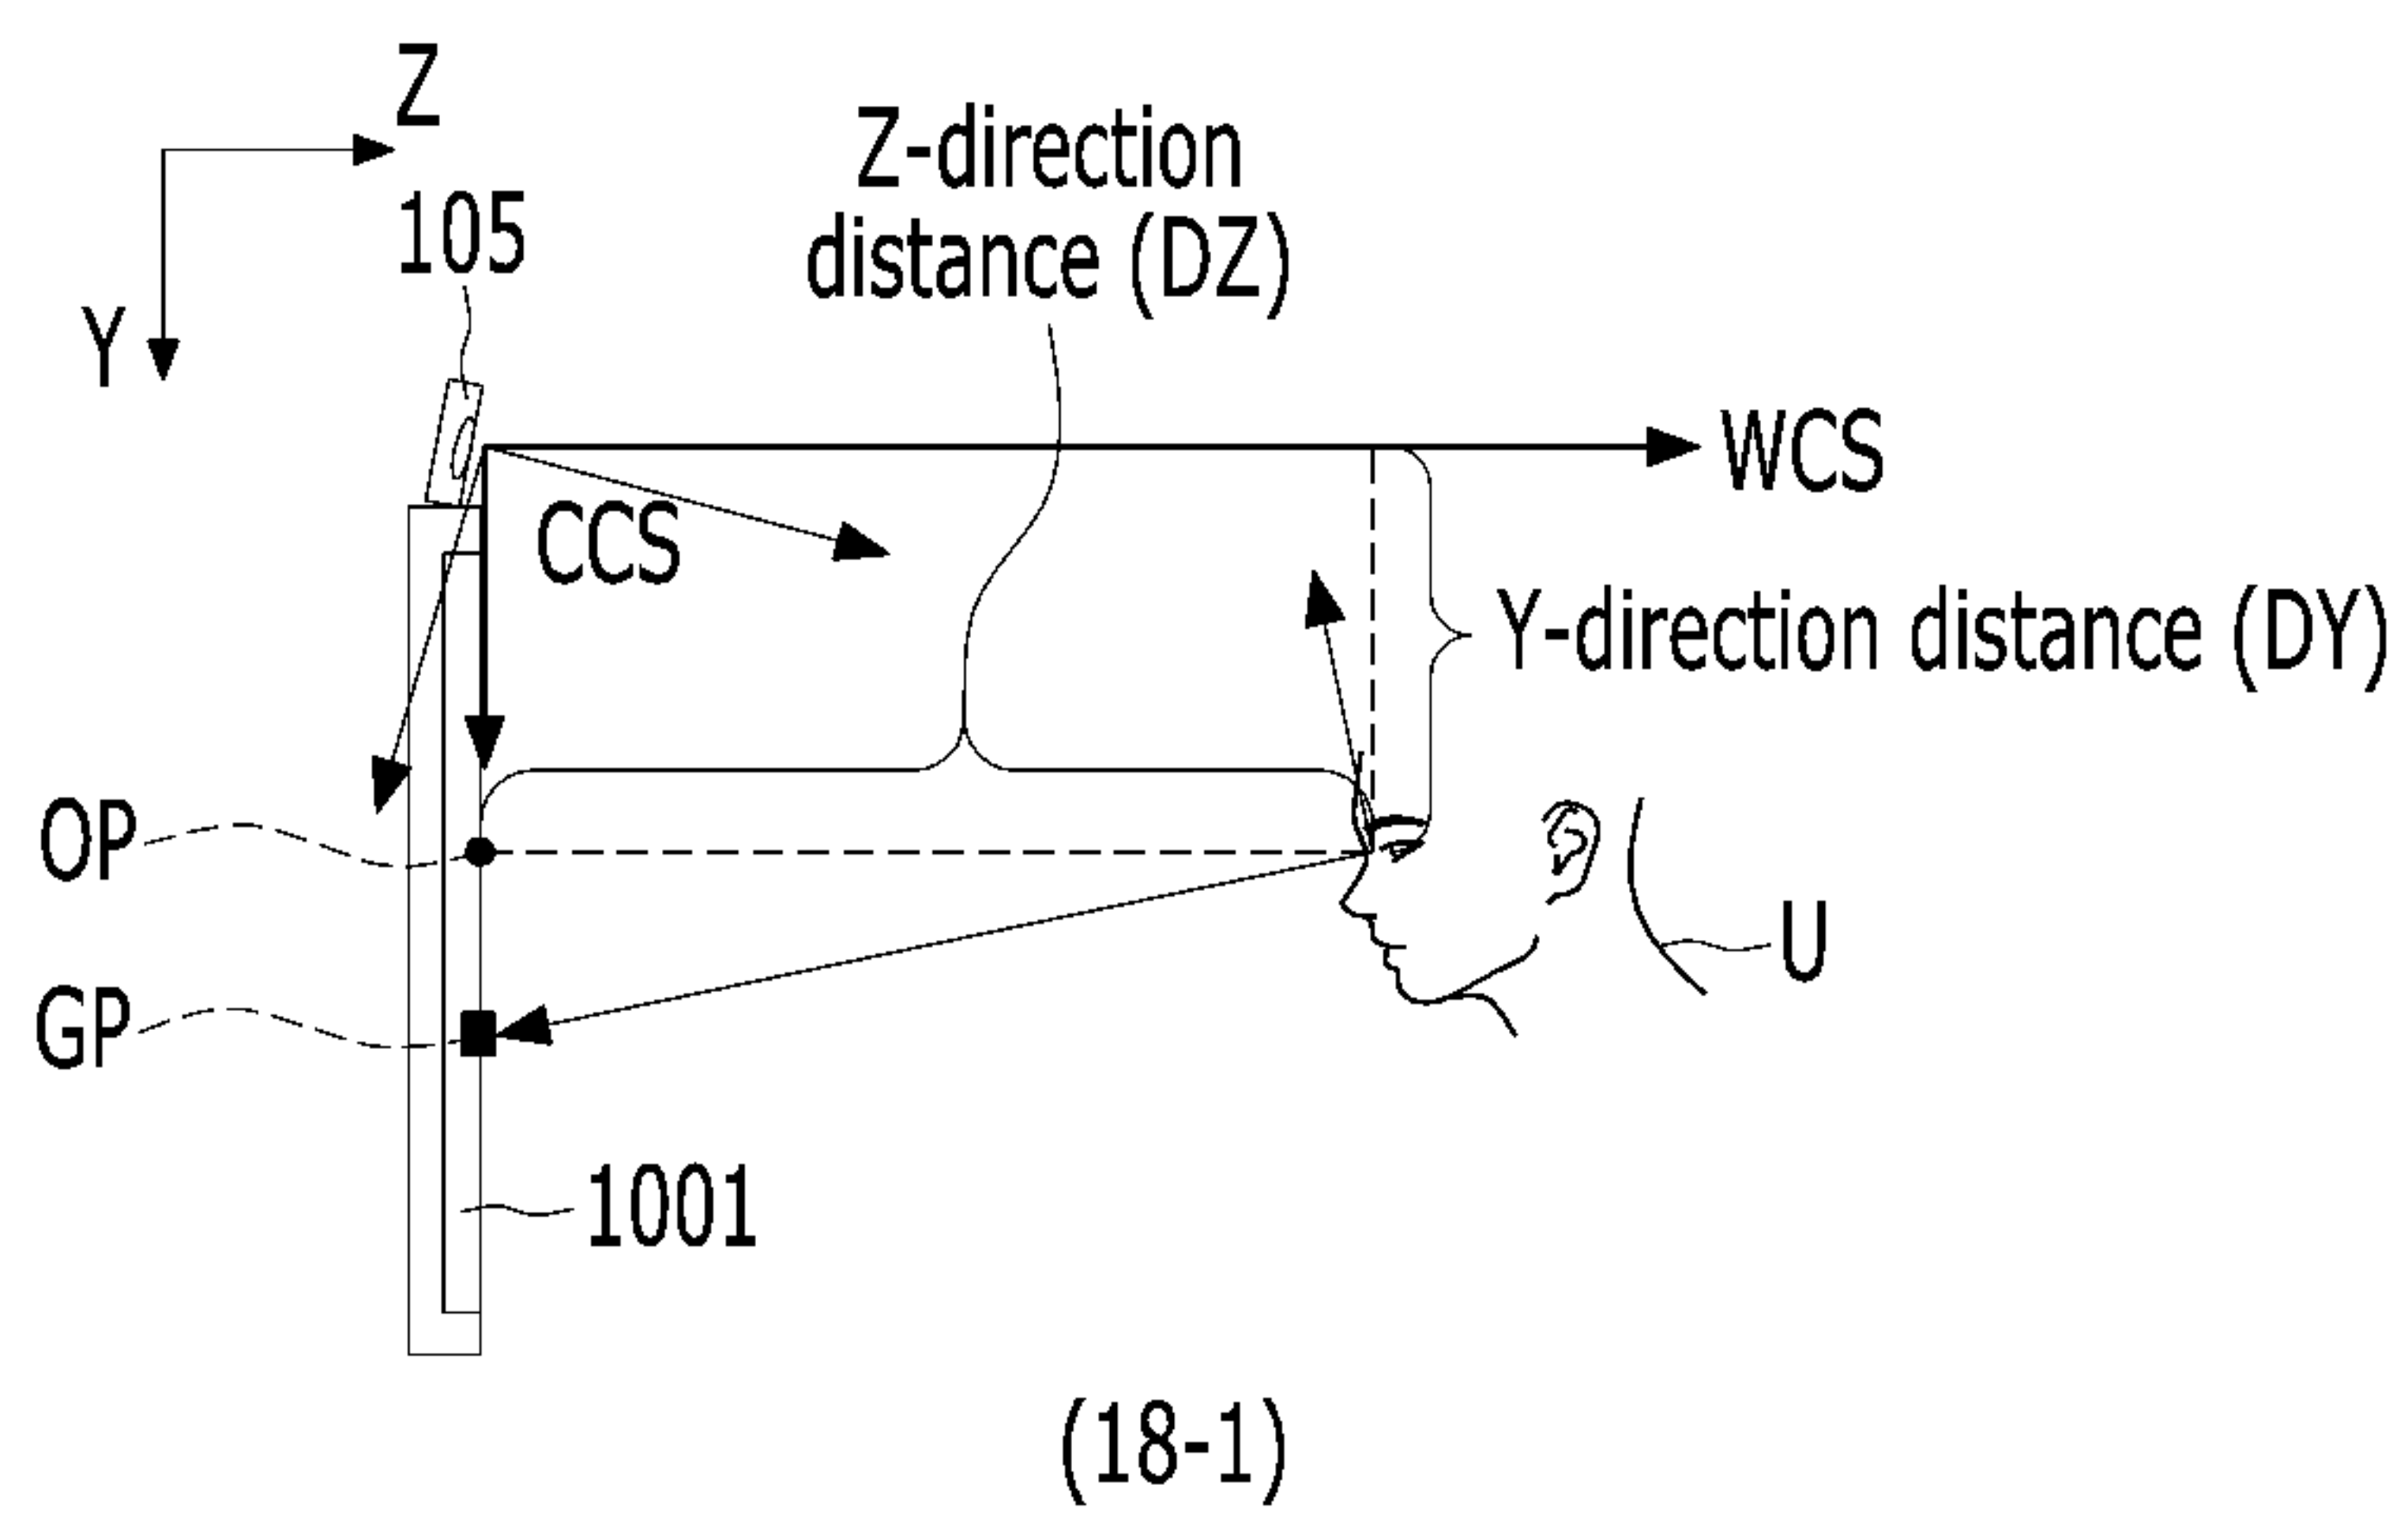 Z
105
Y
Z-direction
distance (DZ)
WCS
CCS
Y-direction distance (DY)
OP
GP
U
1001
(18-1)